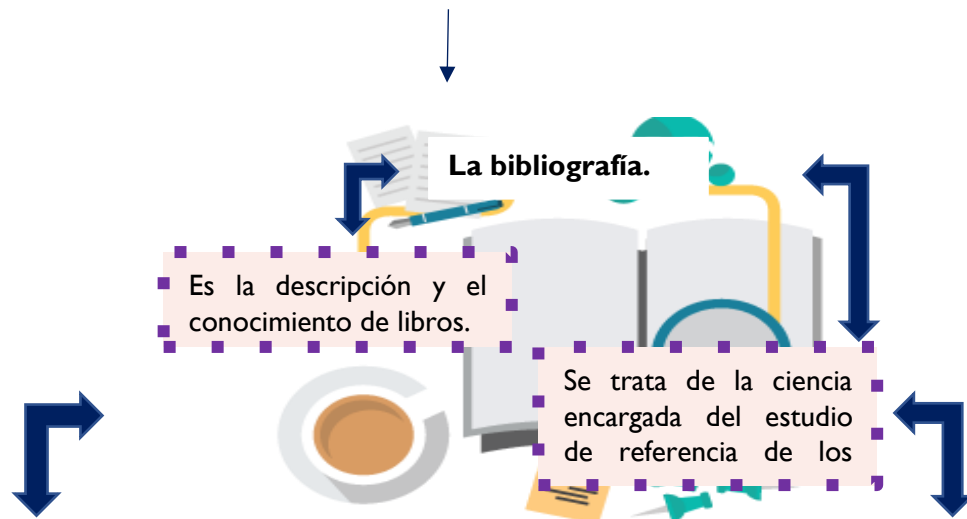 La bibliografía.
Es la descripción y el
conocimiento de libros.
Se trata de la ciencia
encargada del estudio
de referencia de los